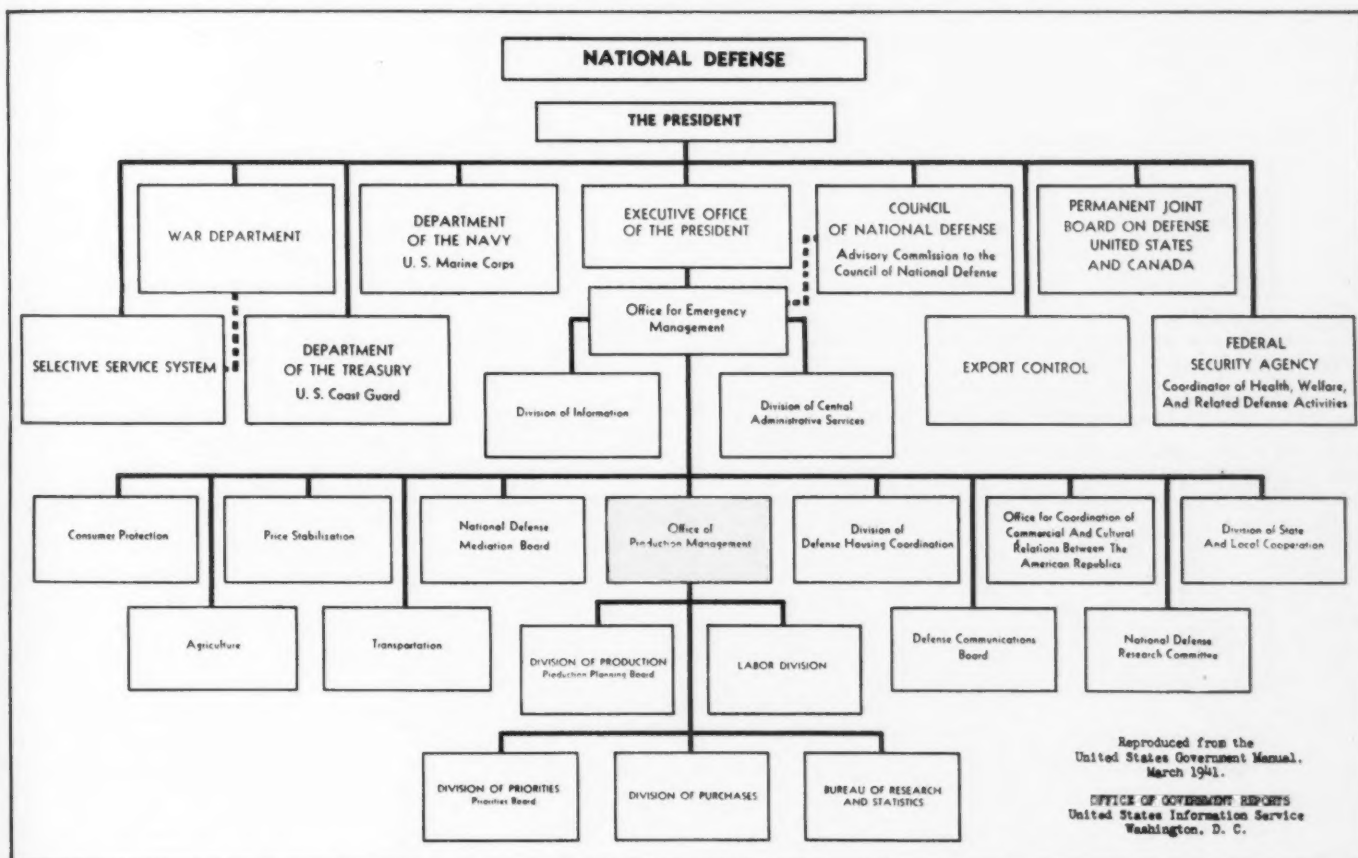 NATIONAL DEFENSE
THE PRESIDENT
WAR DEPARTMENT
DEPARTMENT
OF THE NAVY
U. S. Marine Corps
EXECUTIVE OFFICE
OF THE PRESIDENT
COUNCIL
OF NATIONAL DEFENSE
Advisory Commission to the
Council of National Defense
PERMANENT JOINT
BOARD ON DEFENSE
UNITED STATES
AND CANADA
SELECTIVE SERVICE SYSTEM
DEPARTMENT
OF THE TREASURY
U. S. Coast Guard
Office for Emergency
Management
EXPORT CONTROL
FEDERAL
SECURITY AGENCY
Coordinator of Health, Welfare,
And Related Defense Activities
Division of Information
Division of Central
Administrative Services
Consumer Protection
Price Stabilization
National Defense
Mediation Board
Office of
Production Management
Division of
Defense Housing Coordination
Office for Coordination of
Commercial And Cultural
Relations Between The
American Republics
Division of State
And Local Cooperation
Agriculture
Transportation
DIVISION OF PRODUCTION
Production Planning Board
LABOR DIVISION
Defense Communications
Board
National Defense
Research Committee
DIVISION OF PRIORITIES
Priorities Board
DIVISION OF PURCHASES
BUREAU OF RESEARCH
AND STATISTICS
Reproduced from the
United States Government Manual.
March 1941.
OFFICE OF GOVERNMENT REPORTS
United States Information Service
Washington, D. C.